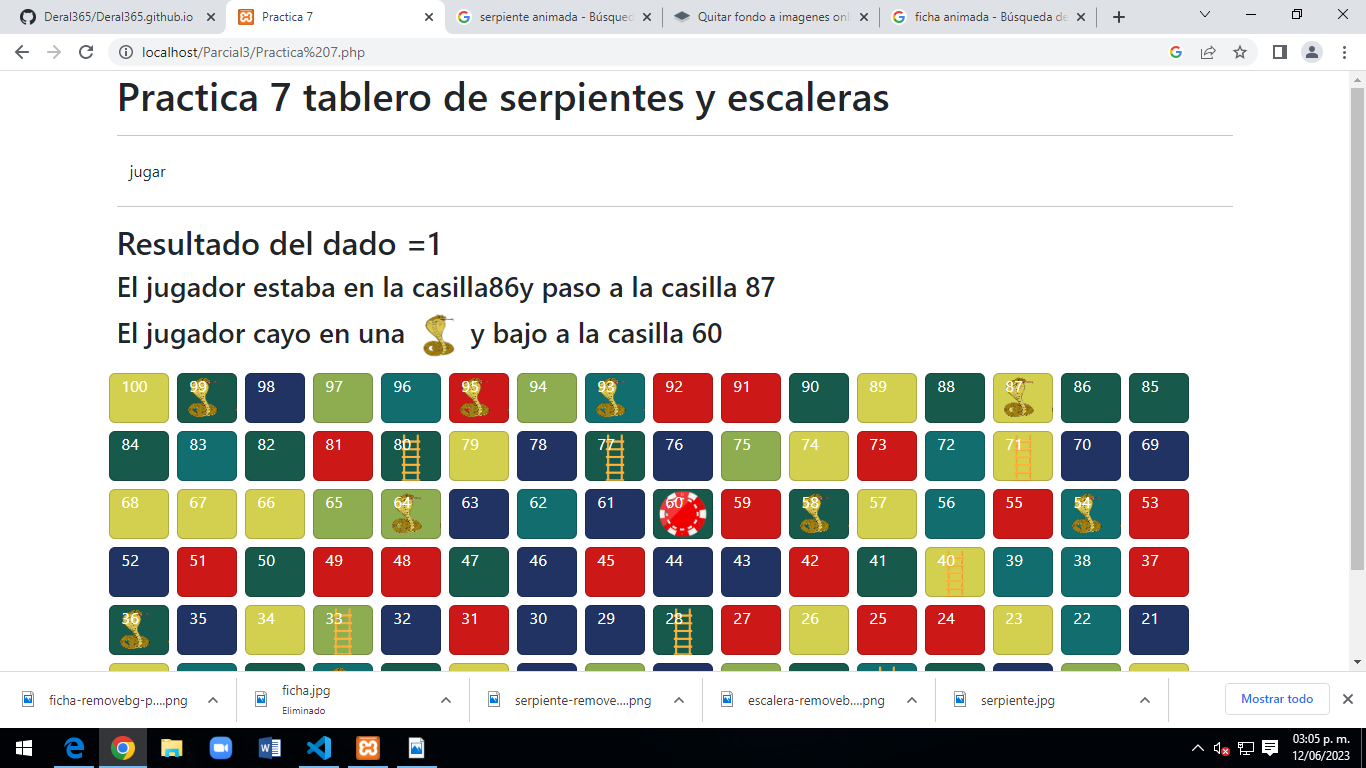 Deral365/Deral365.github.io
Practica 7
serpiente animada - Búsqued
Quitar fondo a imagenes onl
ficha animada - Búsqueda de
localhost/Parcial3/Practica%207.php
Practica 7 tablero de serpientes y escaleras
jugar
Resultado del dado =1
El jugador estaba en la casilla86y paso a la casilla 87
El jugador cayo en una y bajo a la casilla 60
100 99 98 97 96 95 94 93 92 91 90 89 88 87 86 85
84 83 82 81 80 79 78 77 76 75 74 73 72 71 70 69
68 67 66 65 64 63 62 61 60 59 58 57 56 55 54 53
52 51 50 49 48 47 46 45 44 43 42 41 40 39 38 37
36 35 34 33 32 31 30 29 28 27 26 25 24 23 22 21
ficha-removebg-p....png
ficha.jpg
Eliminado
serpiente-remove....png
escalera-removeb....png
serpiente.jpg
Mostrar todo
03:05 p. m.
12/06/2023